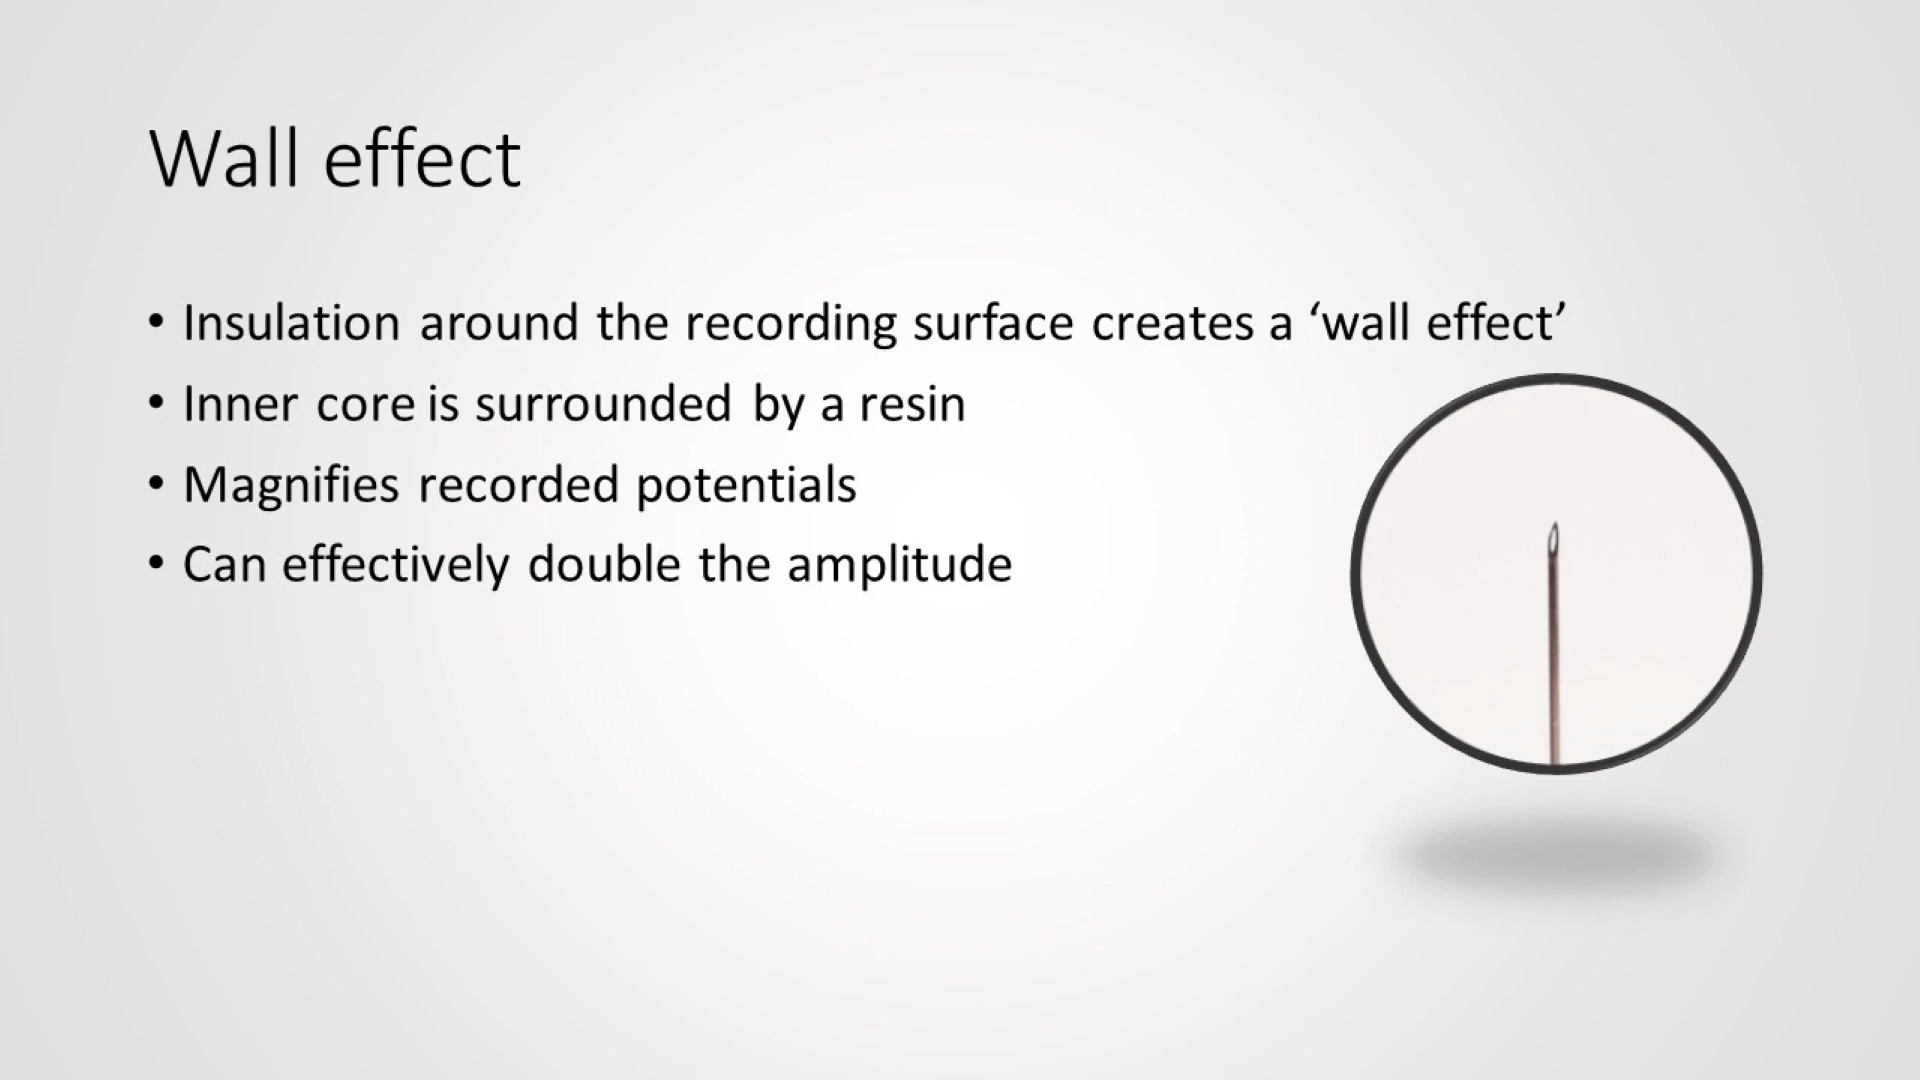 Wall effect
• Insulation around the recording surface creates a ‘wall effect’
• Inner core is surrounded by a resin
• Magnifies recorded potentials
• Can effectively double the amplitude